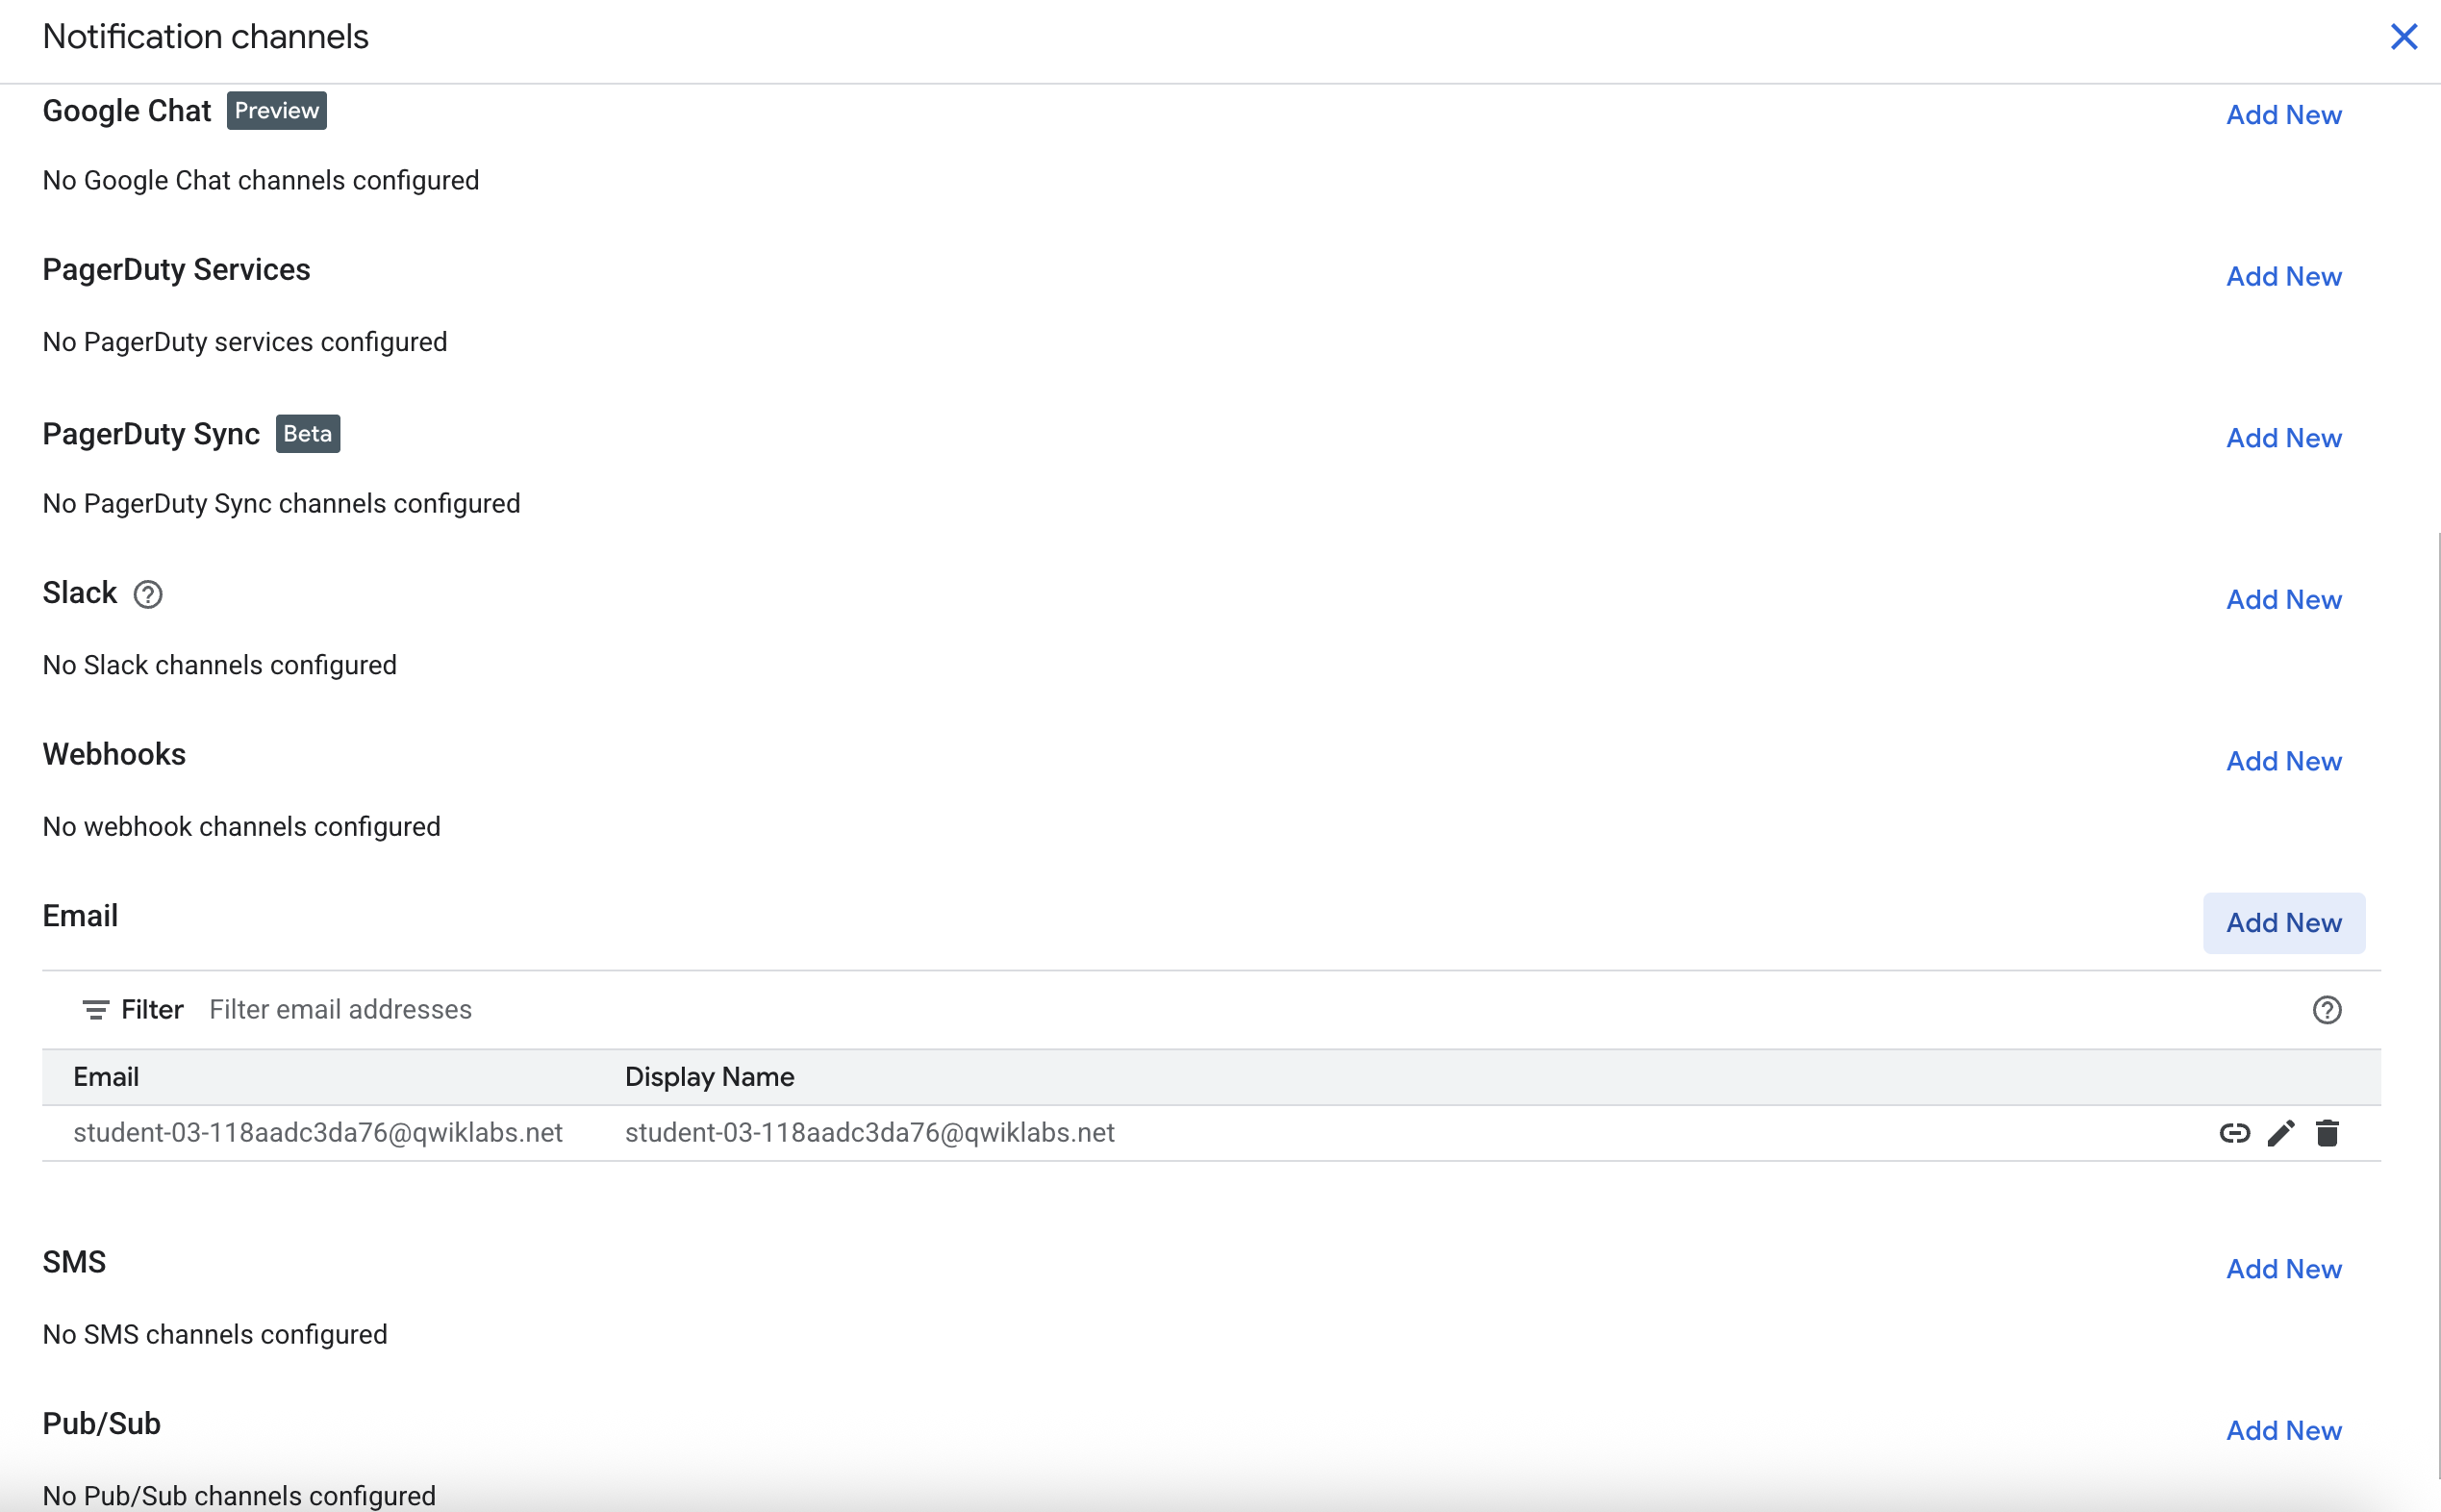 Notification channels
Google Chat Preview Add New
No Google Chat channels configured
PagerDuty Services Add New
No PagerDuty services configured
PagerDuty Sync Beta Add New
No PagerDuty Sync channels configured
Slack Add New
No Slack channels configured
Webhooks Add New
No webhook channels configured
Email Add New
Filter Filter email addresses
Email Display Name
student-03-118aadc3da76@qwiklabs.net student-03-118aadc3da76@qwiklabs.net
SMS Add New
No SMS channels configured
Pub/Sub Add New
No Pub/Sub channels configured